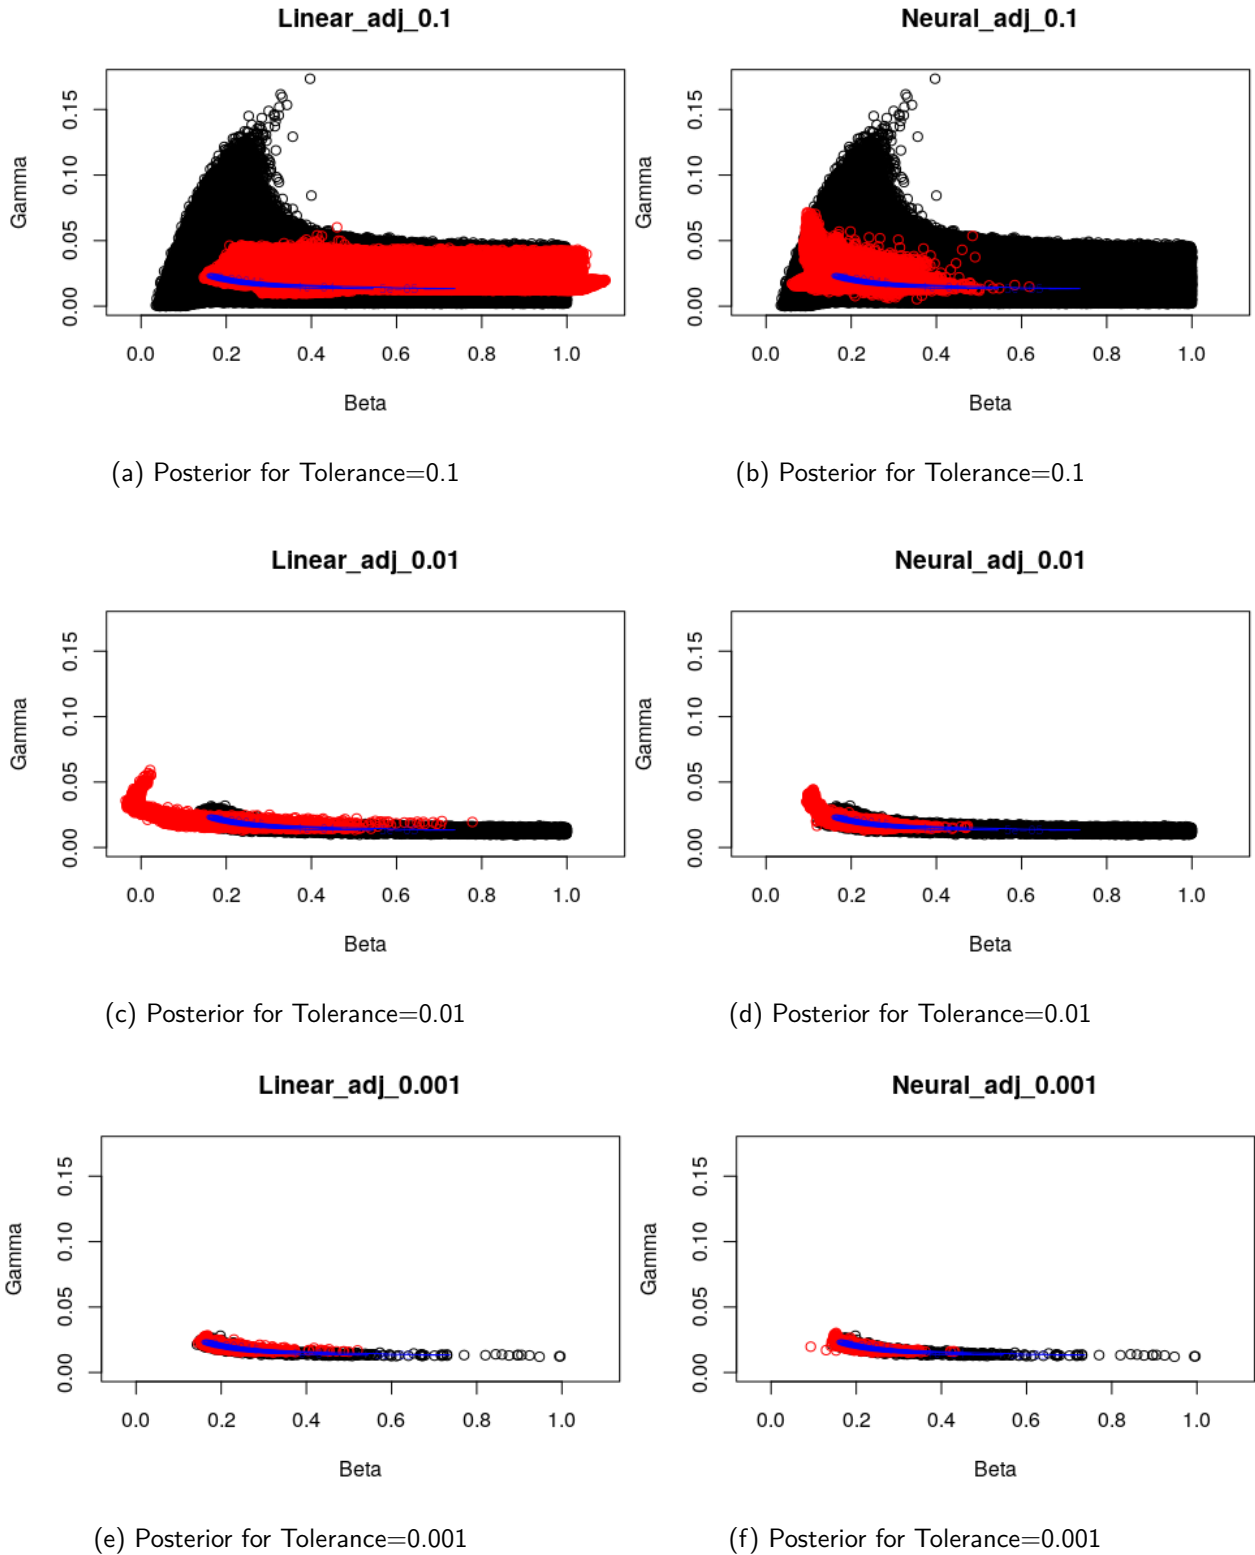 Linear_adj_0.1
Neural_adj_0.1
Gamma
0.00 0.05 0.10 0.15
0.0 0.2 0.4 0.6 0.8 1.0
Beta
Gamma
0.00 0.05 0.10 0.15
0.0 0.2 0.4 0.6 0.8 1.0
Beta
(a) Posterior for Tolerance=0.1
(b) Posterior for Tolerance=0.1
Linear_adj_0.01
Neural_adj_0.01
Gamma
0.00 0.05 0.10 0.15
0.0 0.2 0.4 0.6 0.8 1.0
Beta
Gamma
0.00 0.05 0.10 0.15
0.0 0.2 0.4 0.6 0.8 1.0
Beta
(c) Posterior for Tolerance=0.01
(d) Posterior for Tolerance=0.01
Linear_adj_0.001
Neural_adj_0.001
Gamma
0.00 0.05 0.10 0.15
0.0 0.2 0.4 0.6 0.8 1.0
Beta
Gamma
0.00 0.05 0.10 0.15
0.0 0.2 0.4 0.6 0.8 1.0
Beta
(e) Posterior for Tolerance=0.001
(f) Posterior for Tolerance=0.001